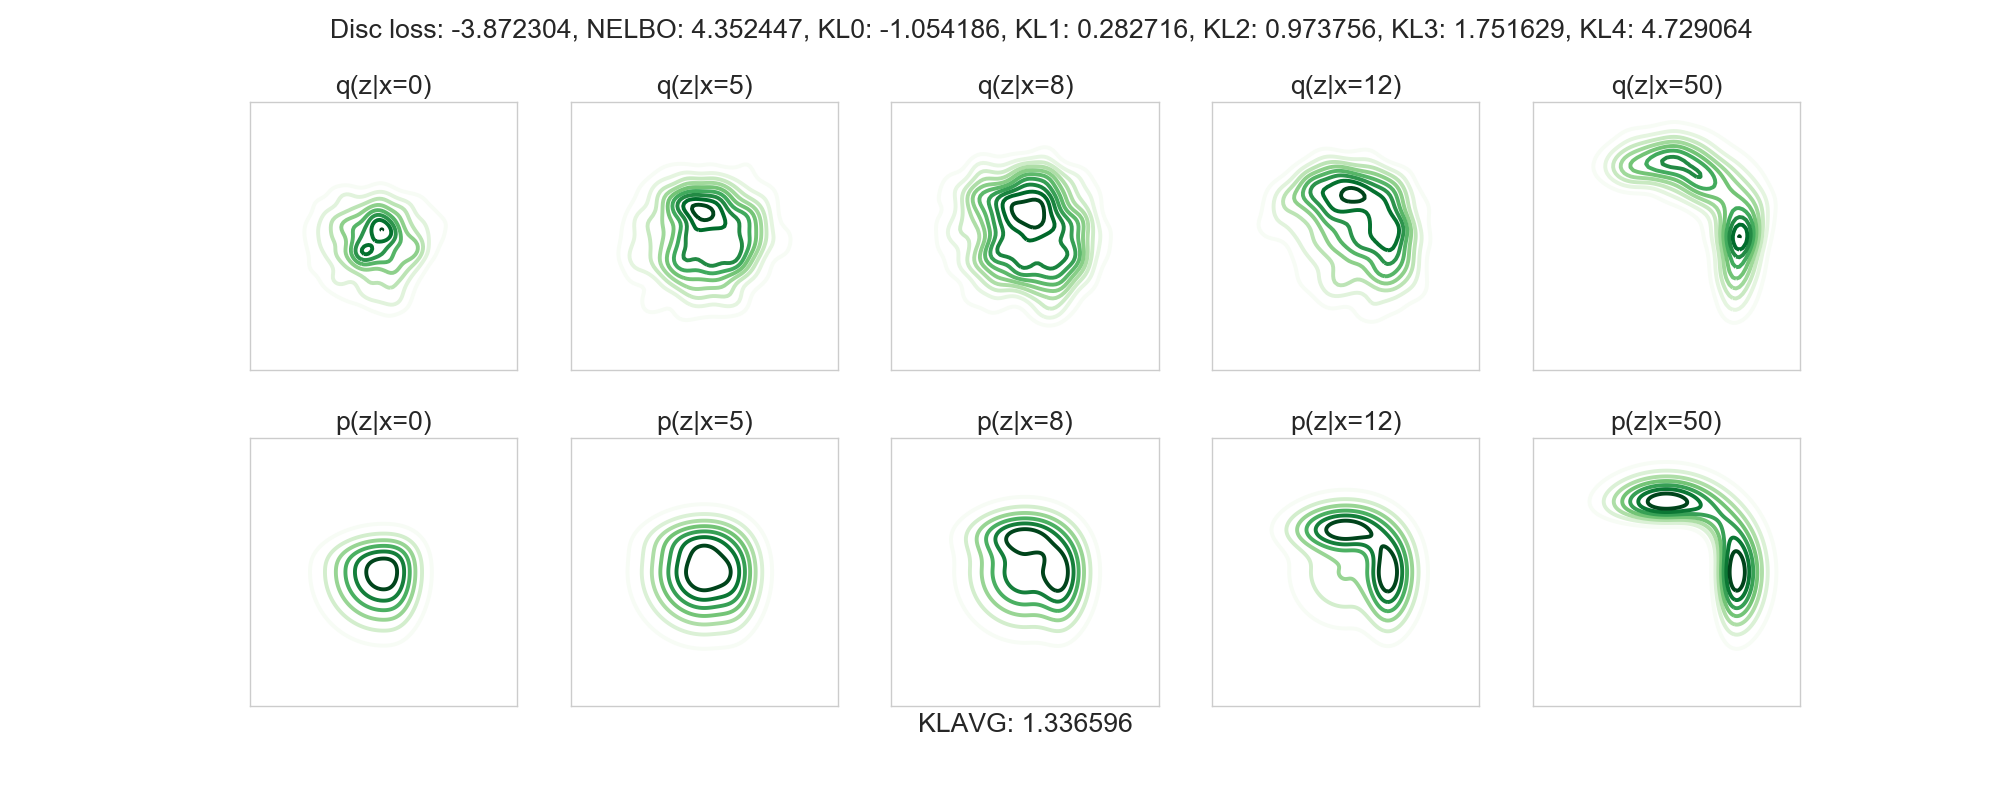 Disc loss: -3.872304, NELBO: 4.352447, KL0: -1.054186, KL1: 0.282716, KL2: 0.973756, KL3: 1.751629, KL4: 4.729064
q(z|x=0) q(z|x=5) q(z|x=8) q(z|x=12) q(z|x=50)
p(z|x=0) p(z|x=5) p(z|x=8) p(z|x=12) p(z|x=50)
KLAVG: 1.336596